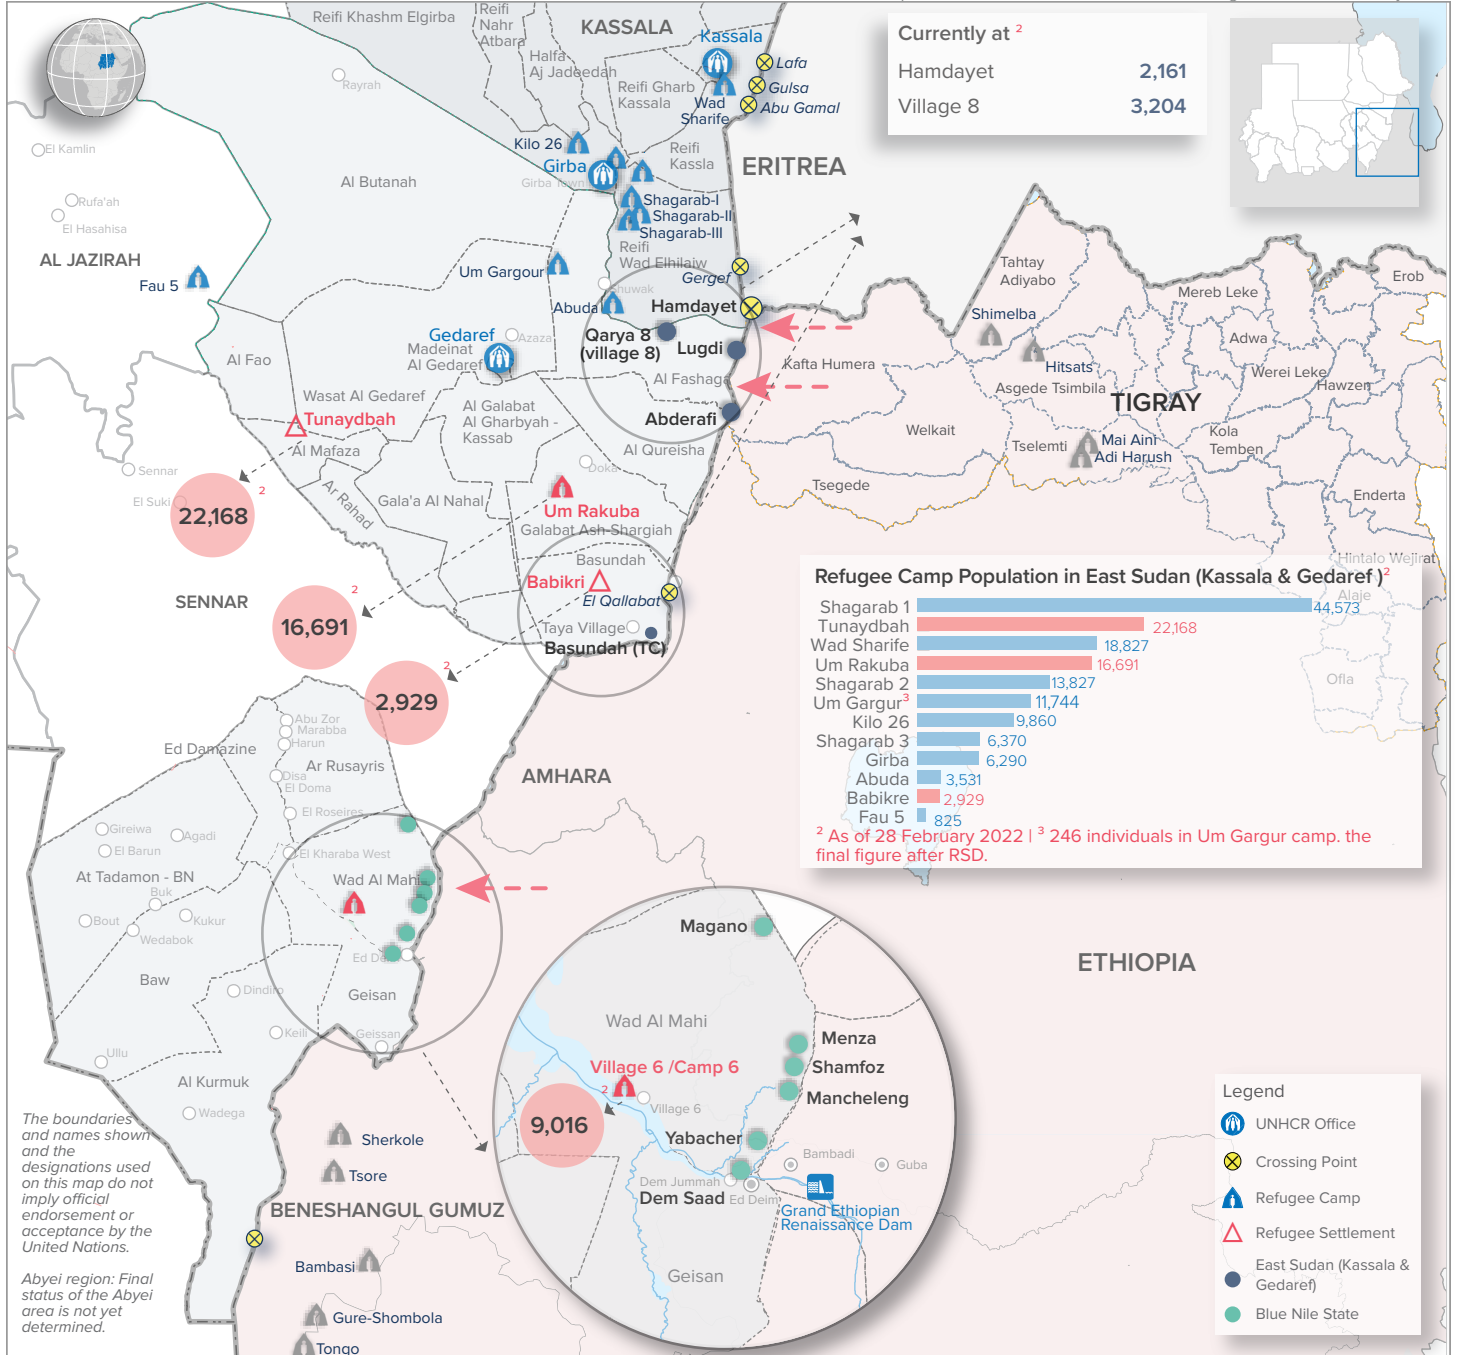 Reifi Khashm Elgirba
Reifi
Nahr
Atbara
KASSALA
Kassala
Halfa
Aj Jadeedah
Reifi Gharb
Kassala
Wad
Sharife
Lafa
Gulsa
Abu Gamal
Currently at 2
Hamdayet 2,161
Village 8 3,204
Rayrah
El Kamlin
Kilo 26
Girba
Girba Town
Reifi
Kassla
ERITREA
Al Butanah
Rufa'ah
El Hasahisa
Shagarab-I
Shagarab-II
Shagarab-III
AL JAZIRAH
Fau 5
Reifi
Wad Elhilaiw
Um Gargour
Gergef
Shuwak
Abuda
Hamdayet
Tahtay
Adiyabo
Erob
Mereb Leke
Shimelba
Gedaref
Azaza
Madeinat
Al Gedaref
Qarya 8
(village 8)
Lugdi
Al Fao
Kafta Humera
Hitsats
Adwa
Werei Leke
Hawzen
Al Fashaga
Asgede Tsimbila
TIGRAY
Wasat Al Gedaref
Tunaydbah
Al Mafaza
Al Galabat
Al Gharbyah -
Kassab
Abderafi
Welkait
Kola
Temben
Mai Aini
Tselemti
Adi Harush
Al Qureisha
Sennar
Doka
Tsegede
El Suki
2
22,168
Ar Rahad
Gala'a Al Nahal
Um Rakuba
Galabat Ash-Shargiah
Enderta
Basundah
Babikri
El Qallabat
Hintalo Wejirat
Alaje
Ofla
SENNAR
2
16,691
Taya Village
Basundah (TC)
2
2,929
Refugee Camp Population in East Sudan (Kassala & Gedaref )2
Shagarab 1 44,573
Tunaydbah 22,168
Wad Sharife 18,827
Um Rakuba 16,691
Shagarab 2 13,827
Um Gargur3 11,744
Kilo 26 9,860
Shagarab 3 6,370
Girba 6,290
Abuda 3,531
Babikre 2,929
Fau 5 825
2 As of 28 February 2022 | 3 246 individuals in Um Gargur camp. the
final figure after RSD.
Abu Zor
Marabba
Harun
Ed Damazine
Ar Rusayris
Disa
El Doma
AMHARA
El Roseires
Gireiwa
Agadi
El Barun
El Kharaba West
At Tadamon - BN
Wad Al Mahi
Buk
Bout
Kukur
Wedabok
Baw
Geisan
Dindiro
Keili
Geissan
Ullu
Al Kurmuk
Wadega
ETHIOPIA
Magano
Wad Al Mahi
Menza
Shamfoz
Mancheleng
Village 6 /Camp 6
2
9,016
Village 6
Yabacher
Bambadi
Guba
Dem Jummah
Dem Saad
Ed Deim
Grand Ethiopian
Renaissance Dam
Geisan
The boundaries
and names shown
and the
designations used
on this map do not
imply official
endorsement or
acceptance by the
United Nations.
Abyei region: Final
status of the Abyei
area is not yet
determined.
Sherkole
Tsore
BENESHANGUL GUMUZ
Bambasi
Gure-Shombola
Tongo
Legend
UNHCR Office
Crossing Point
Refugee Camp
Refugee Settlement
East Sudan (Kassala &
Gedaref)
Blue Nile State